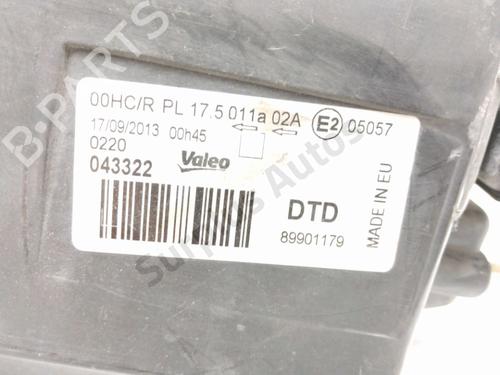 00HC/R PL 17.5 011a 02A E2 05057
17/09/2013 00h45
0220
043322 Valeo
DTD
89901179
MADE IN EU
Surplus Autos